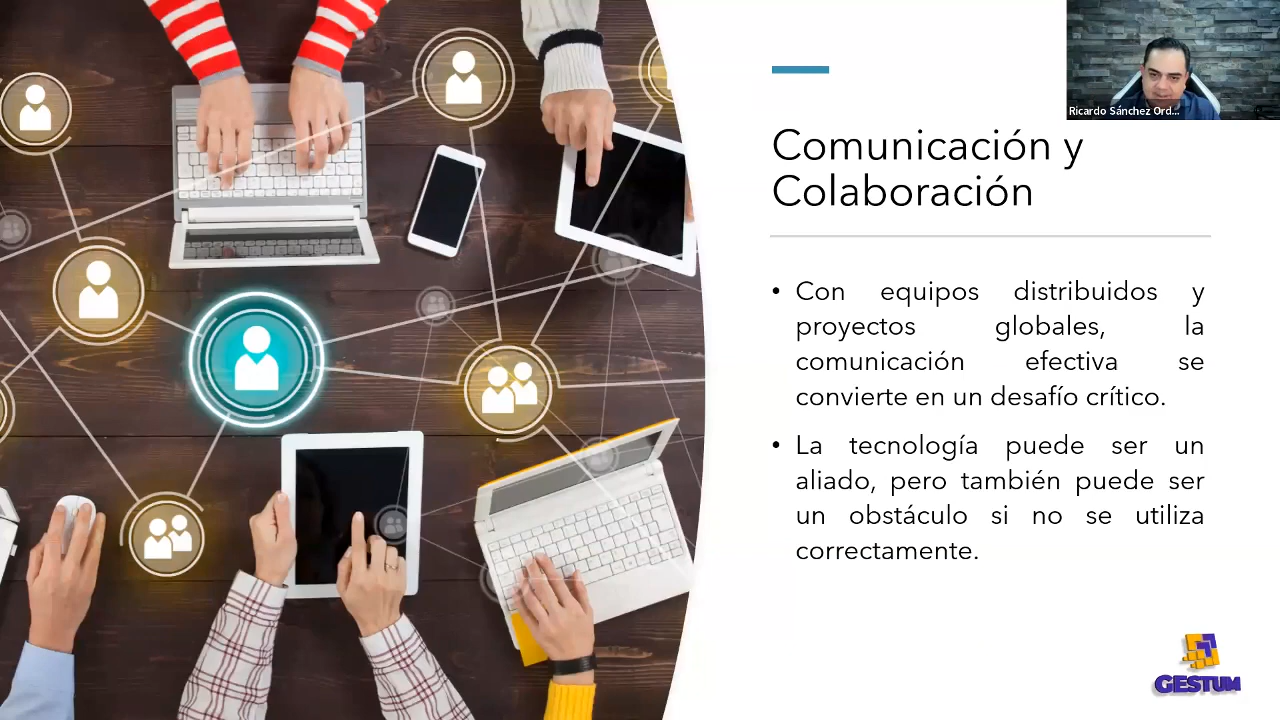 Ricardo Sánchez Ord...
Comunicación y
Colaboración
• Con equipos distribuidos y
proyectos globales, la
comunicación efectiva se
convierte en un desafío crítico.
• La tecnología puede ser un
aliado, pero también puede ser
un obstáculo si no se utiliza
correctamente.
GESTUM